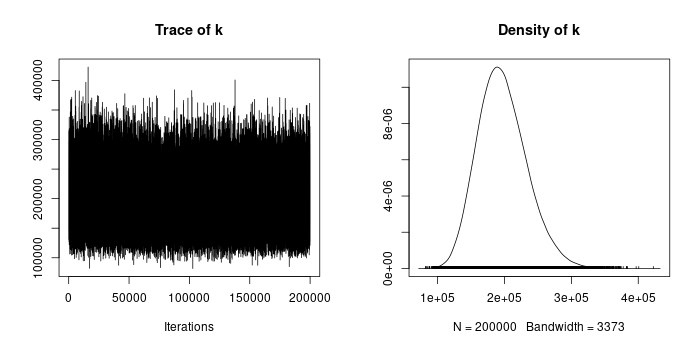 Trace of k
400000
300000
200000
100000
0 50000 100000 150000 200000
Iterations
Density of k
8e-06
4e-06
0e+00
1e+05 2e+05 3e+05 4e+05
N = 200000 Bandwidth = 3373